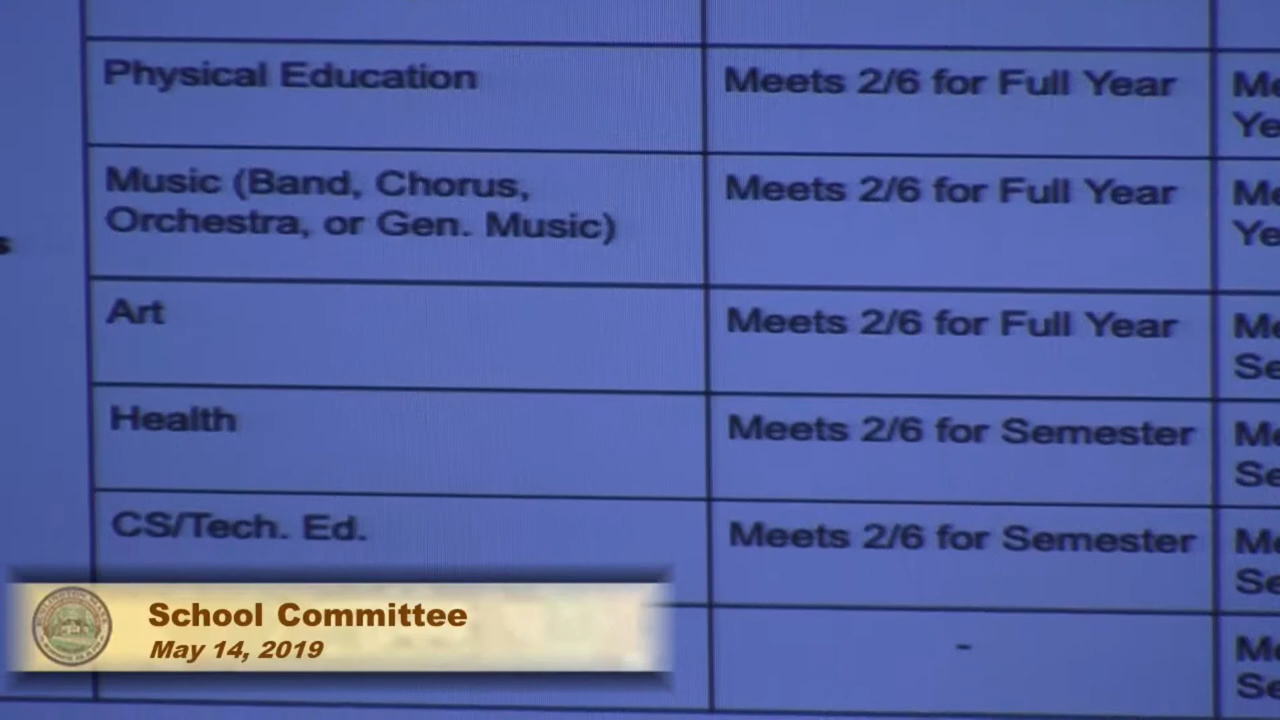 Physical Education
Meets 2/6 for Full Year
Music (Band, Chorus,
Orchestra, or Gen. Music)
Meets 2/6 for Full Year
Art
Meets 2/6 for Full Year
Health
Meets 2/6 for Semester
CS/Tech. Ed.
Meets 2/6 for Semester
-
School Committee
May 14, 2019